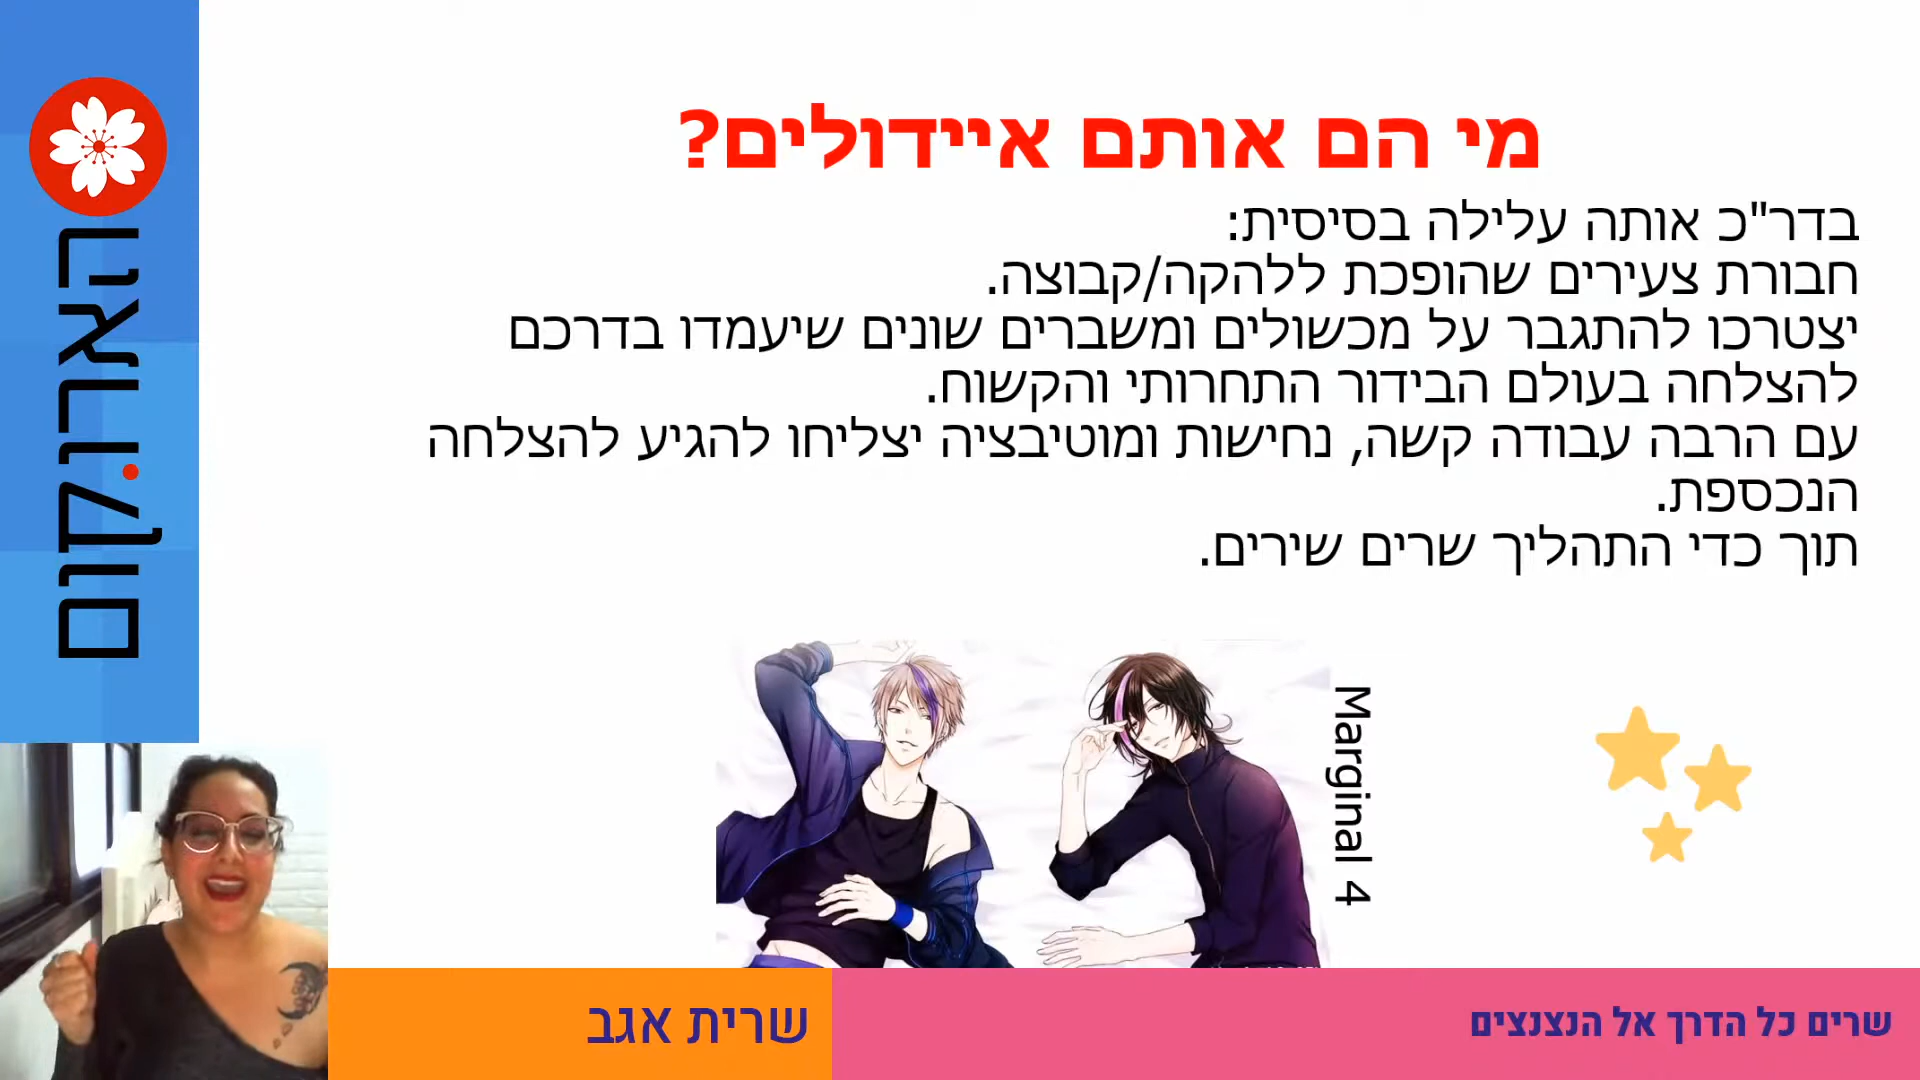 מי הם אותם איידולים?
בדר"כ אותה עלילה בסיסית:
חבורת צעירים שהופכת ללהקה/קבוצה.
יצטרכו להתגבר על מכשולים ומשברים שונים שיעמדו בדרכם
להצלחה בעולם הבידור התחרותי והקשוח.
עם הרבה עבודה קשה, נחישות ומוטיבציה יצליחו להגיע להצלחה
הנכספת.
תוך כדי התהליך שרים שירים.
Marginal 4
הארו.קום
שרית אגב
שרים כל הדרך אל הנצנצים